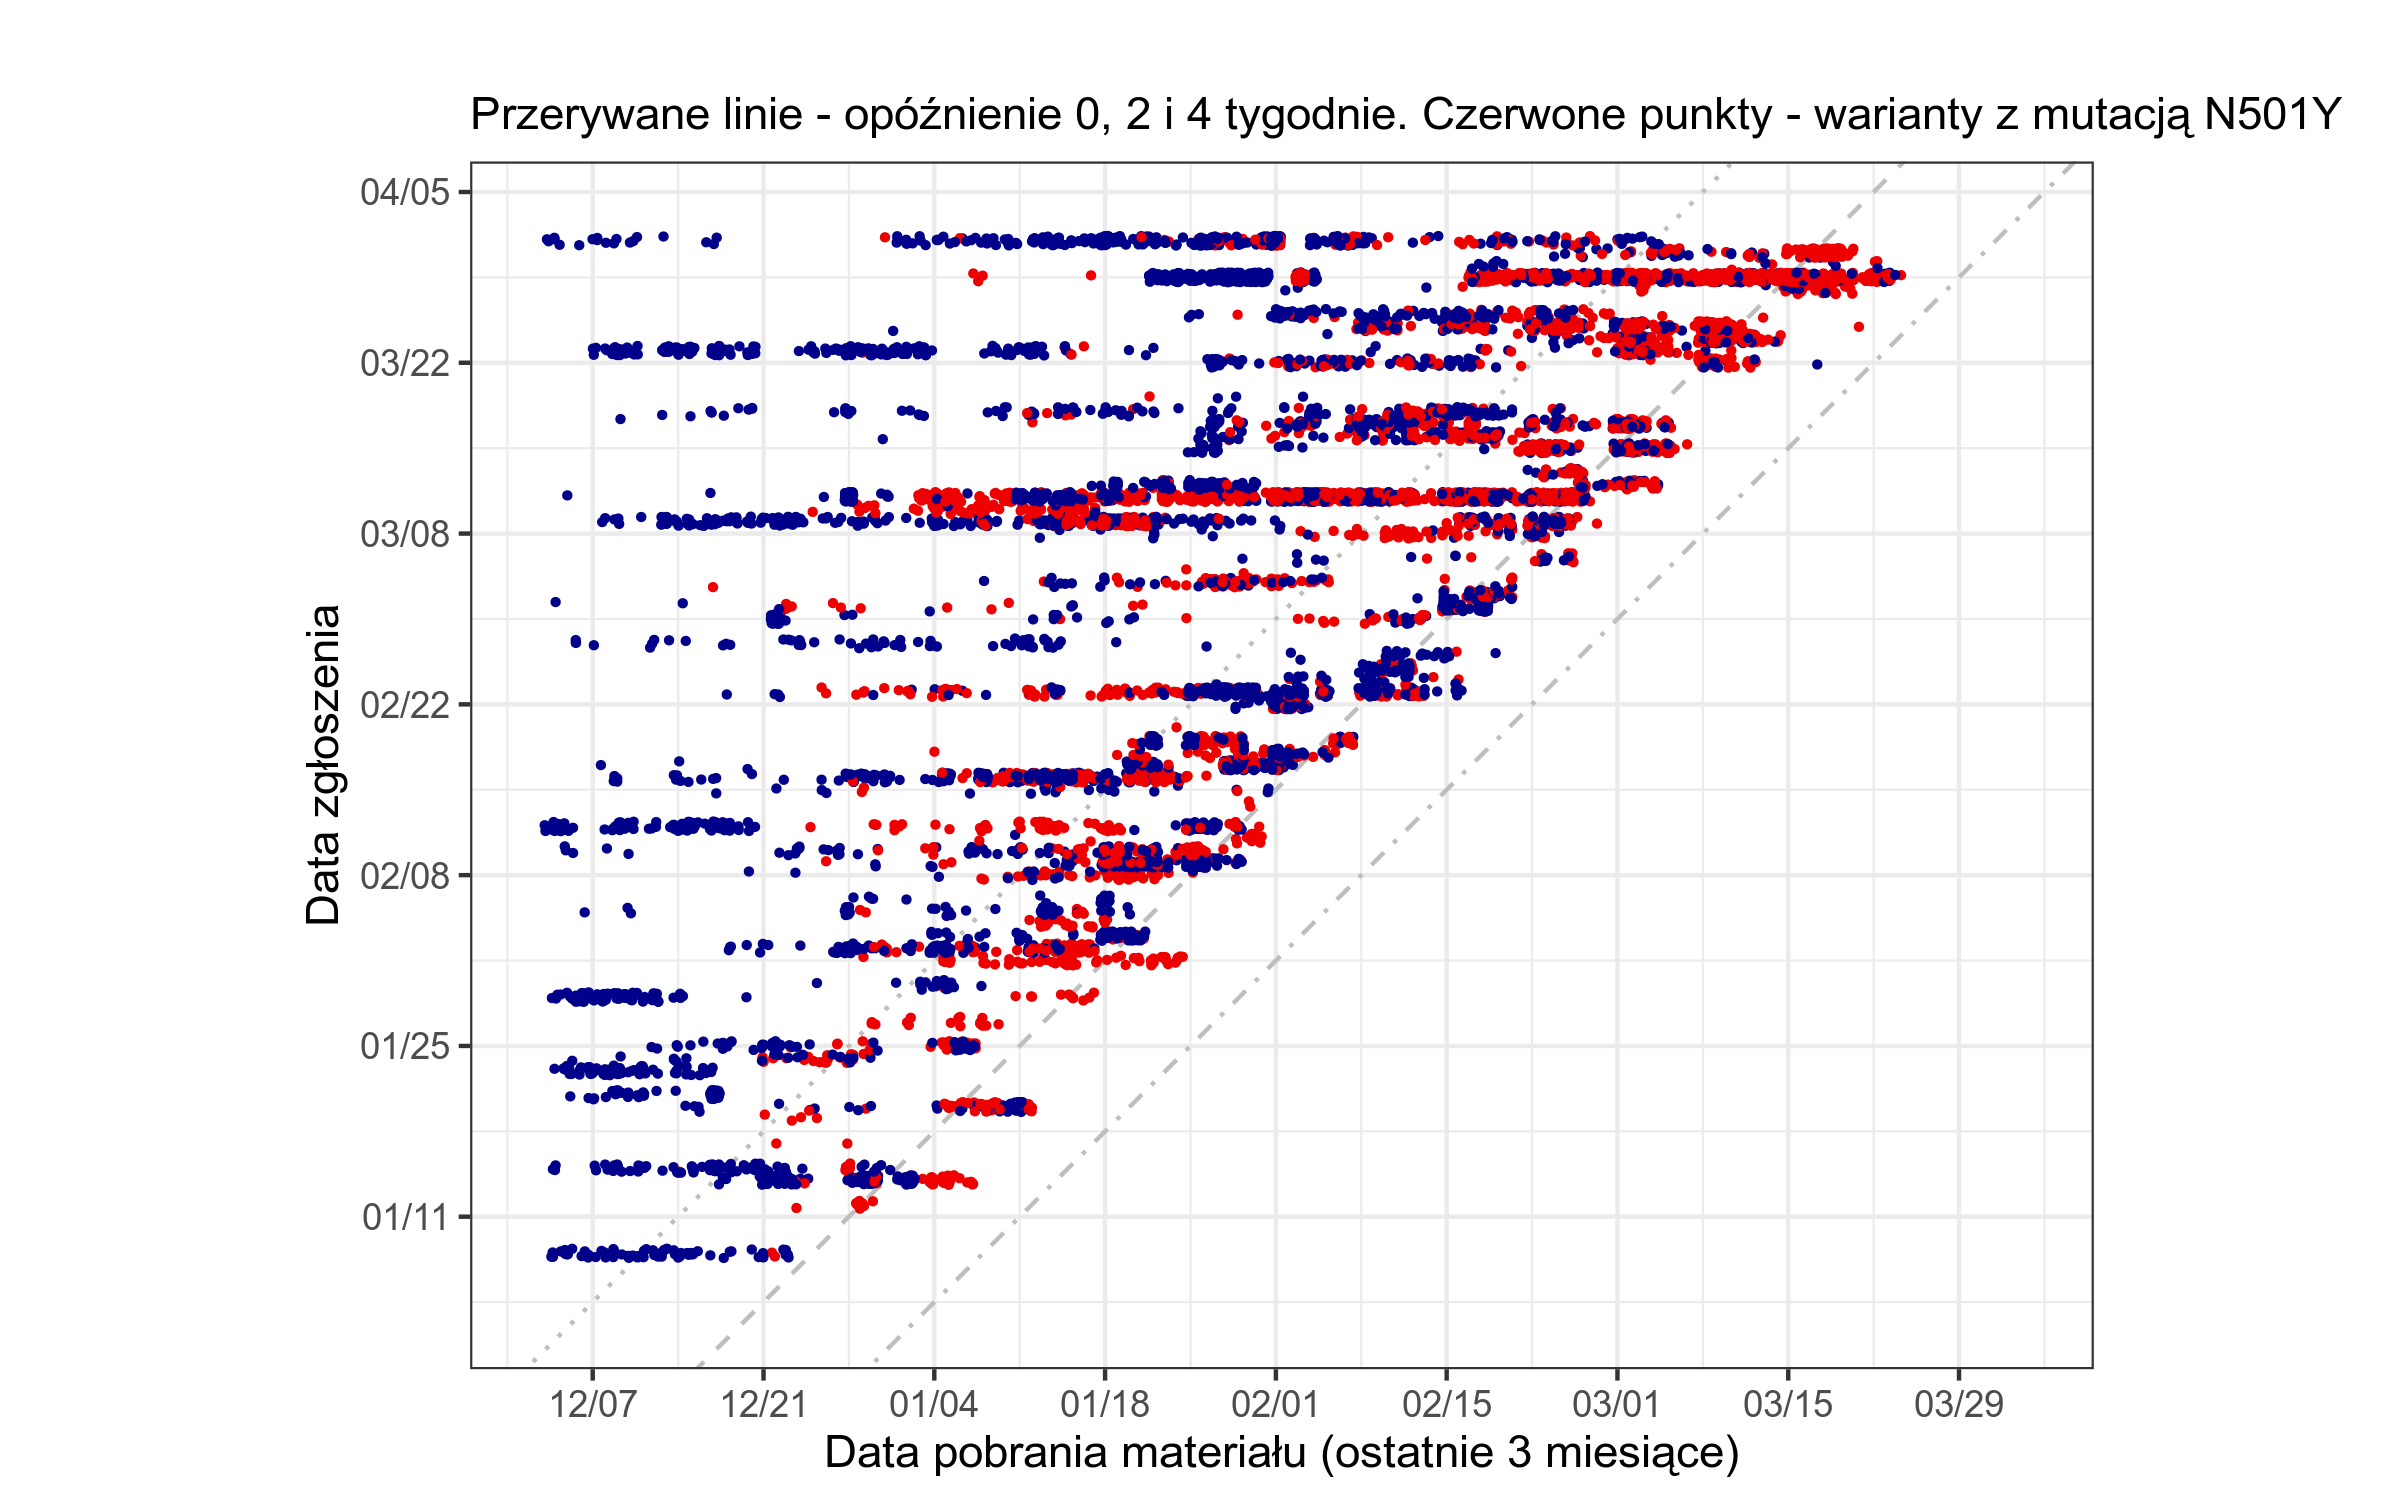 Przerywane linie - opóźnienie 0, 2 i 4 tygodnie. Czerwone punkty - warianty z mutacją N501Y
Data zgłoszenia
04/05
03/22
03/08
02/22
02/08
01/25
01/11
12/07 12/21 01/04 01/18 02/01 02/15 03/01 03/15 03/29
Data pobrania materiału (ostatnie 3 miesiące)